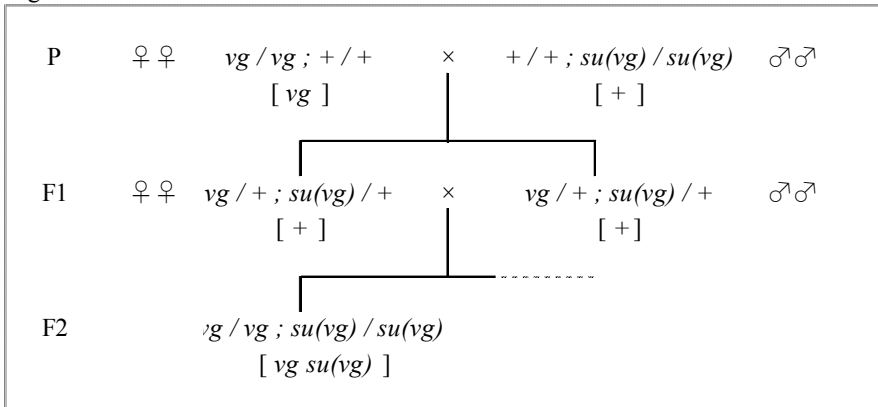 P ♀♀ vg / vg ; + / + × + / + ; su(vg) / su(vg) ♂♂
[ vg ] [ + ]
F1 ♀♀ vg / + ; su(vg) / + × vg / + ; su(vg) / + ♂♂
[ + ] [ +]
F2 vg / vg ; su(vg) / su(vg)
[ vg su(vg) ]